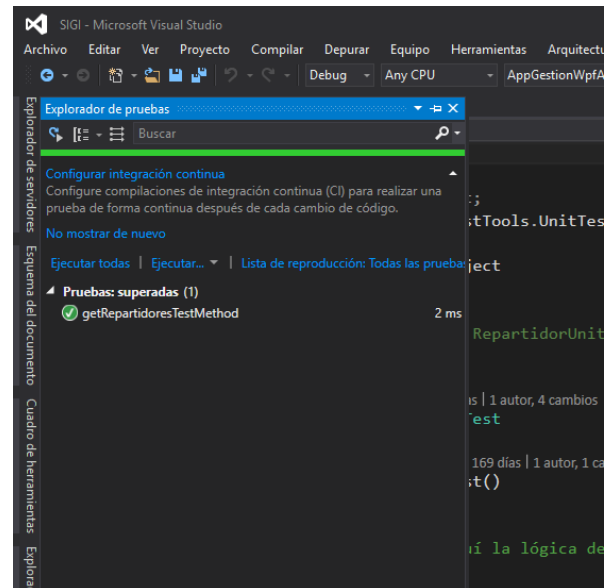 SIGI - Microsoft Visual Studio
Archivo Editar Ver Proyecto Compilar Depurar Equipo Herramientas
Debug Any CPU
Explorador de servidores
Esquema del documento
Cuadro de herramientas
Explorador de pruebas
Buscar
Configurar integración continua
Configure compilaciones de integración continua (CI) para realizar una
prueba de forma continua después de cada cambio de código.
No mostrar de nuevo
Ejecutar todas | Ejecutar... | Lista de reproducción: Todas las pruebas
Pruebas: superadas (1)
getRepartidoresTestMethod 2 ms
t;
stTools.UnitTes
ject
RepartidorUnit
as | 1 autor, 4 cambios
Test
169 días | 1 autor, 1 ca
st()
uí la lógica de